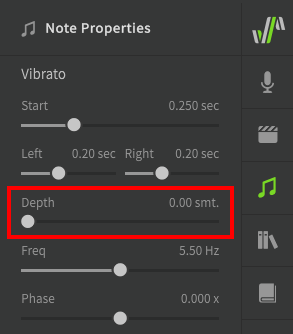 Note Properties
Vibrato
Start 0.250 sec
Left 0.20 sec Right 0.20 sec
Depth 0.00 smt.
Freq 5.50 Hz
Phase 0.000 x